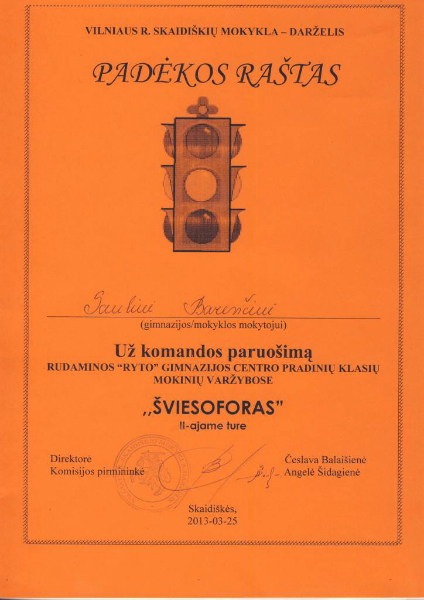 VILNIAUS R. SKAIDIŠKIŲ MOKYKLA – DARŽELIS
PADĖKOS RAŠTAS
(gimnazijos/mokyklos mokytojui)
Už komandos paruošimą
RUDAMINOS “RYTO” GIMNAZIJOS CENTRO PRADINIŲ KLASIŲ
MOKINIŲ VARŽYBOSE
,,ŠVIESOFORAS”
II-ajame ture
Direktorė Česlava Balaišienė
Komisijos pirmininkė Angelė Šidagienė
Skaidiškės,
2013-03-25